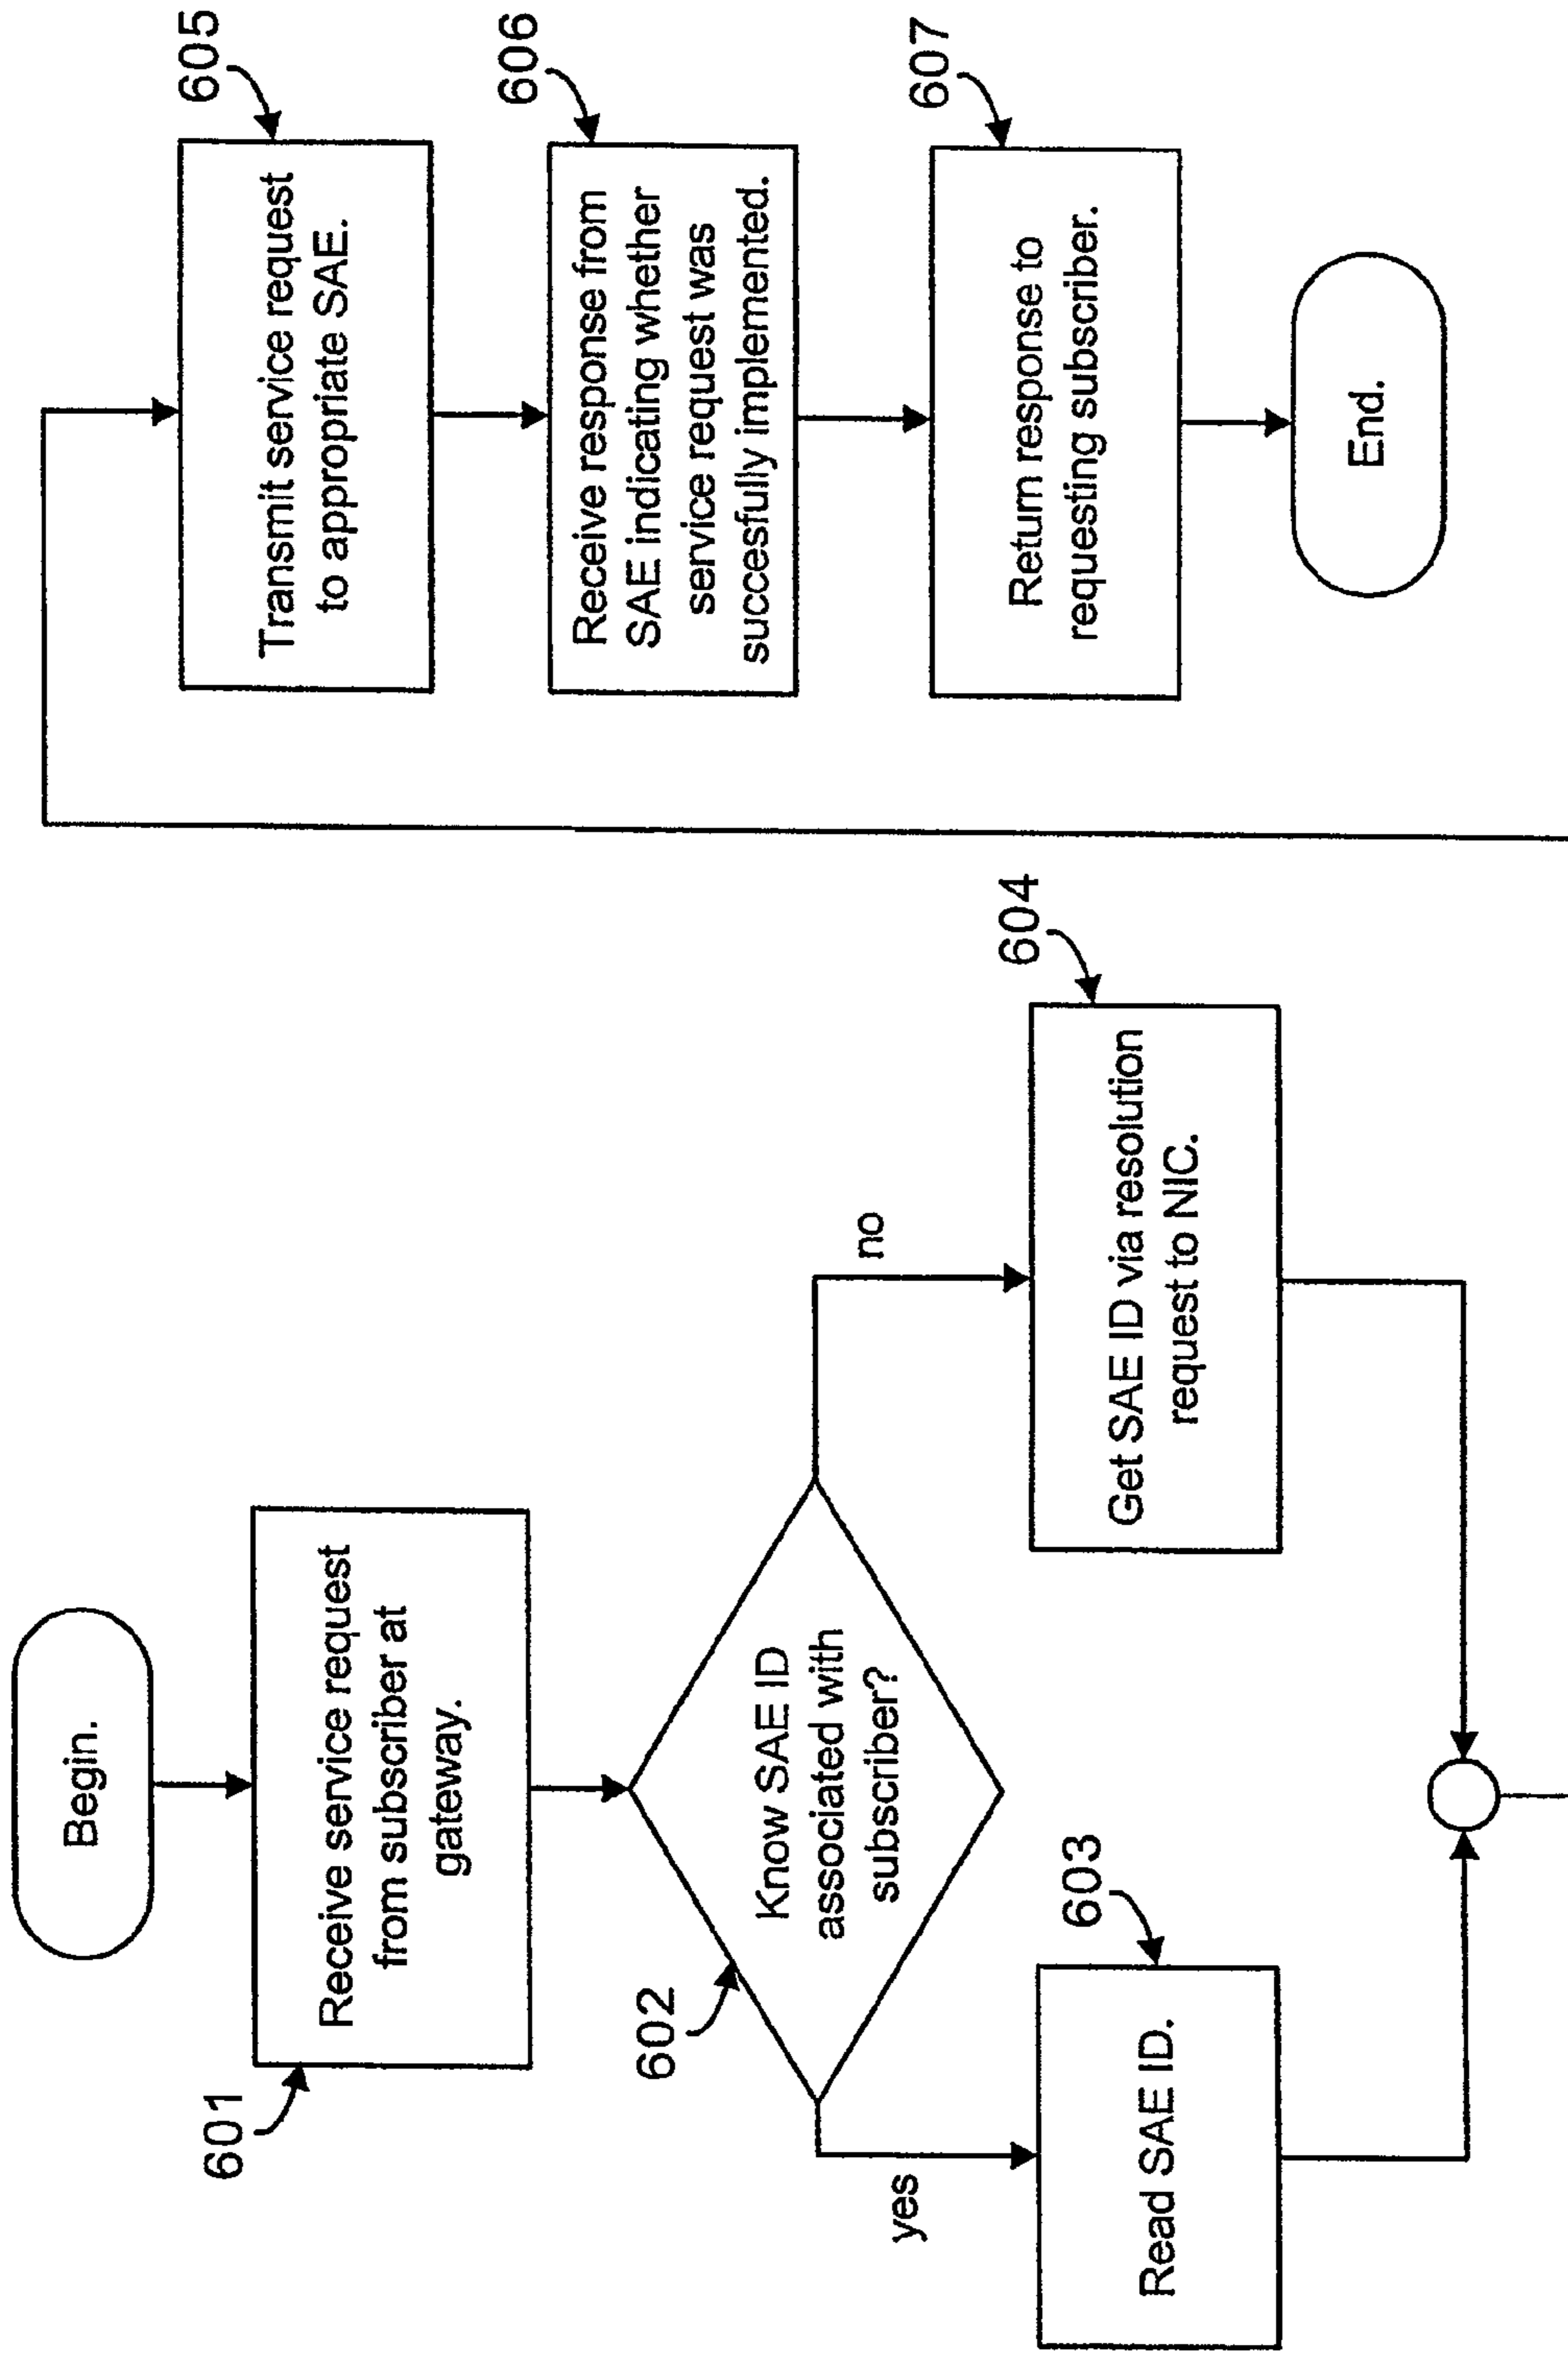 Begin.
601
Receive service request
from subscriber at
gateway.
602
Know SAE ID
associated with
subscriber?
yes
no
603
Read SAE ID.
604
Get SAE ID via resolution
request to NIC.
605
Transmit service request
to appropriate SAE.
606
Receive response from
SAE indicating whether
service request was
succesfully implemented.
607
Return response to
requesting subscriber.
End.